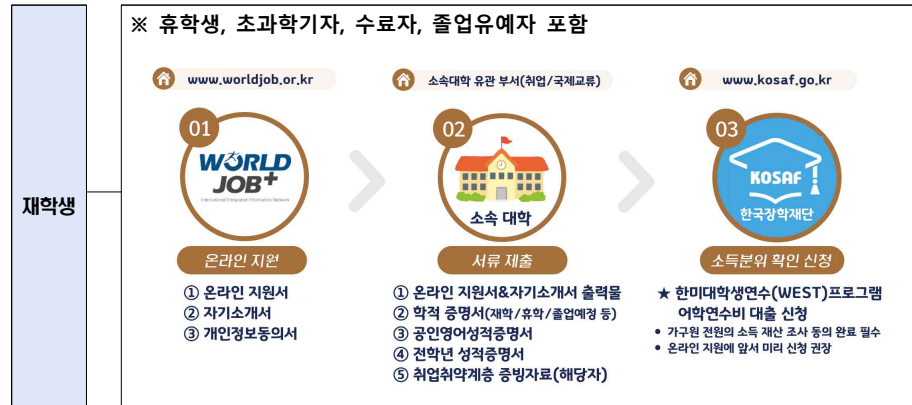 ※ 휴학생, 초과학기자, 수료자, 졸업유예자 포함
재학생
www.worldjob.or.kr
01
WORLD
JOB+
International Integrated Information Network
온라인 지원
① 온라인 지원서
② 자기소개서
③ 개인정보동의서
소속대학 유관 부서(취업/국제교류)
02
소속 대학
서류 제출
① 온라인 지원서&자기소개서 출력물
② 학적 증명서(재학/휴학/졸업예정 등)
③ 공인영어성적증명서
④ 전학년 성적증명서
⑤ 취업취약계층 증빙자료(해당자)
www.kosaf.go.kr
03
KOSAF
한국장학재단
소득분위 확인 신청
★ 한미대학생연수(WEST)프로그램
어학연수비 대출 신청
• 가구원 전원의 소득 재산 조사 동의 완료 필수
• 온라인 지원에 앞서 미리 신청 권장